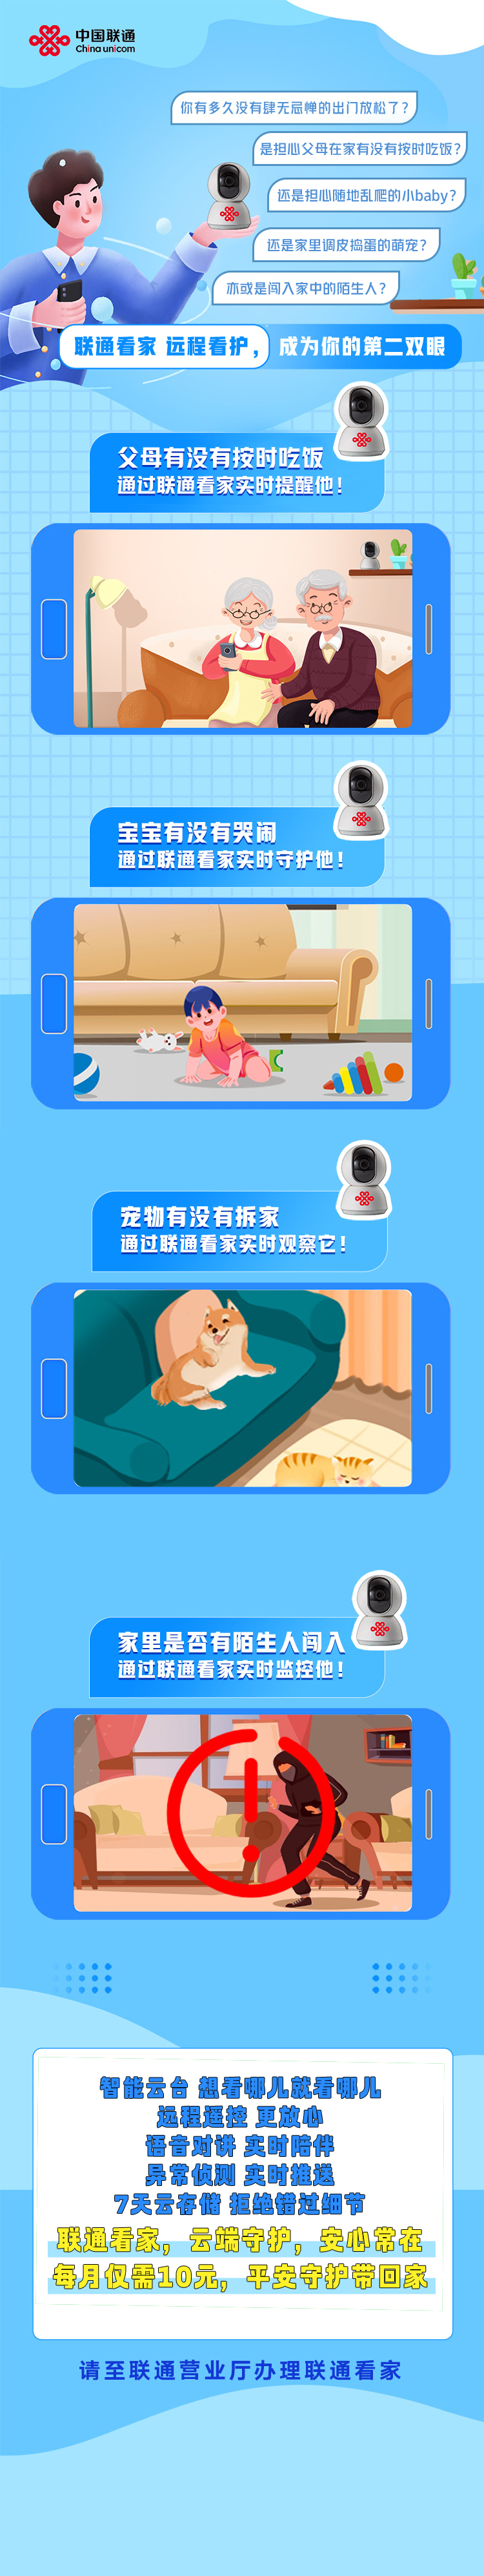 中国联通
China unicom
你有多久没有肆无忌惮的出门放松了？
是担心父母在家有没有按时吃饭？
还是担心随地乱爬的小baby？
还是家里调皮捣蛋的萌宠？
亦或是闯入家中的陌生人？
联通看家 远程看护，成为你的第二双眼
父母有没有按时吃饭
通过联通看家实时提醒他！
宝宝有没有哭闹
通过联通看家实时守护他！
宠物有没有拆家
通过联通看家实时观察它！
家里是否有陌生人闯入
通过联通看家实时监控他！
智能云台 想看哪儿就看哪儿
远程遥控 更放心
语音对讲 实时陪伴
异常侦测 实时推送
7天云存储 拒绝错过细节
联通看家，云端守护，安心常在
每月仅需10元，平安守护带回家
请至联通营业厅办理联通看家